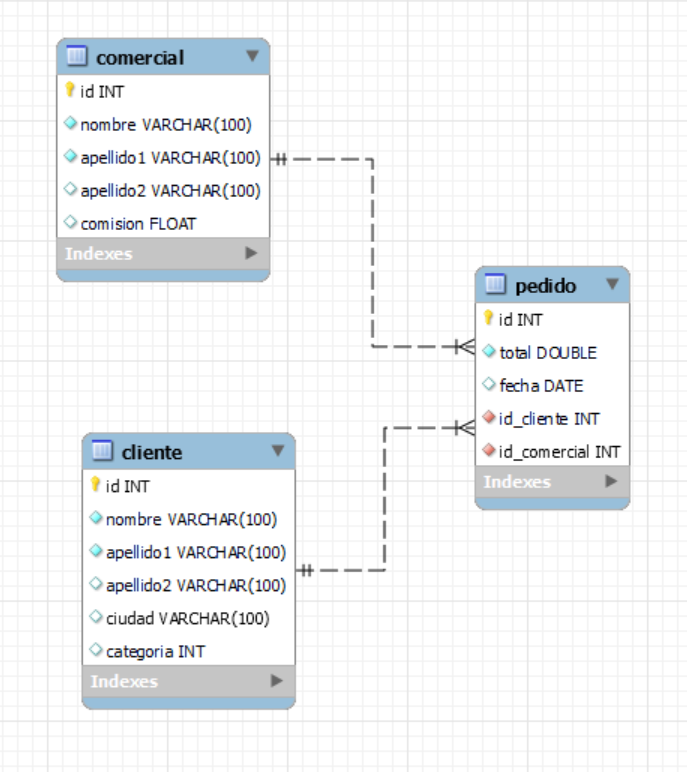 comercial
id INT
nombre VARCHAR(100)
apellido1 VARCHAR(100)
apellido2 VARCHAR(100)
comision FLOAT
Indexes
pedido
id INT
total DOUBLE
fecha DATE
id_cliente INT
id_comercial INT
Indexes
cliente
id INT
nombre VARCHAR(100)
apellido1 VARCHAR(100)
apellido2 VARCHAR(100)
ciudad VARCHAR(100)
categoria INT
Indexes